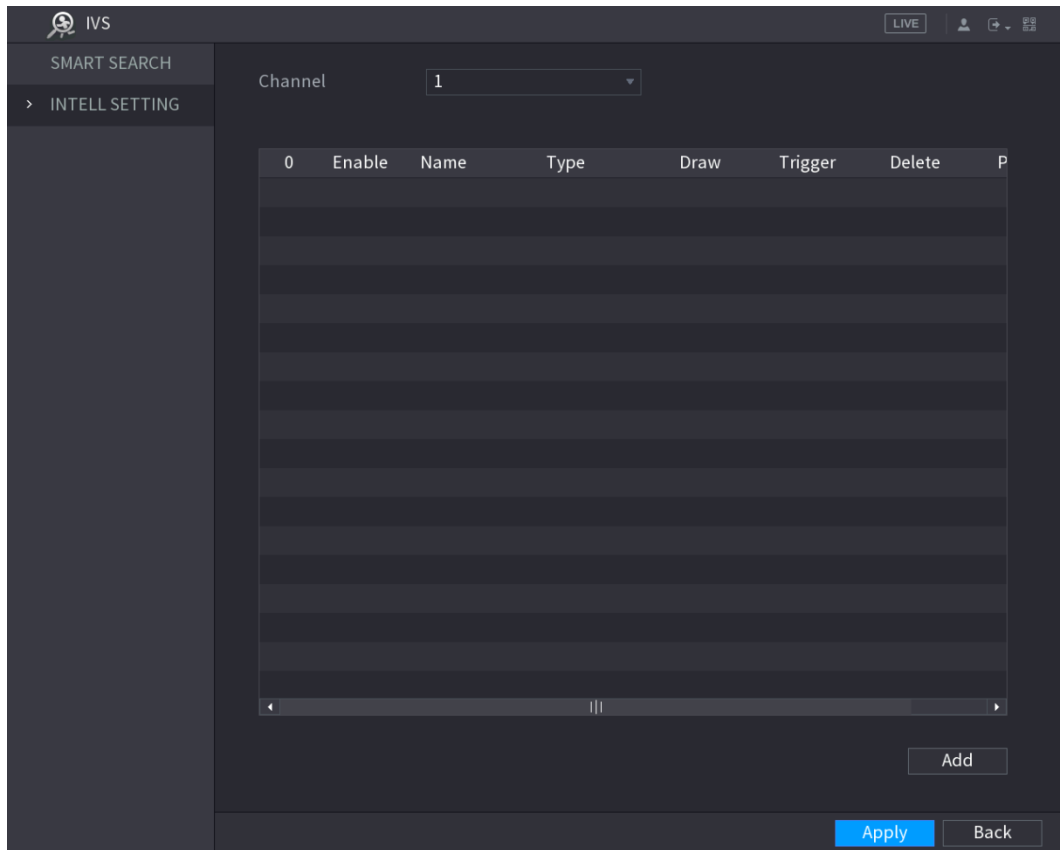 IVS LIVE
SMART SEARCH
INTELL SETTING
Channel 1
0 Enable Name Type Draw Trigger Delete P
Add
Apply Back